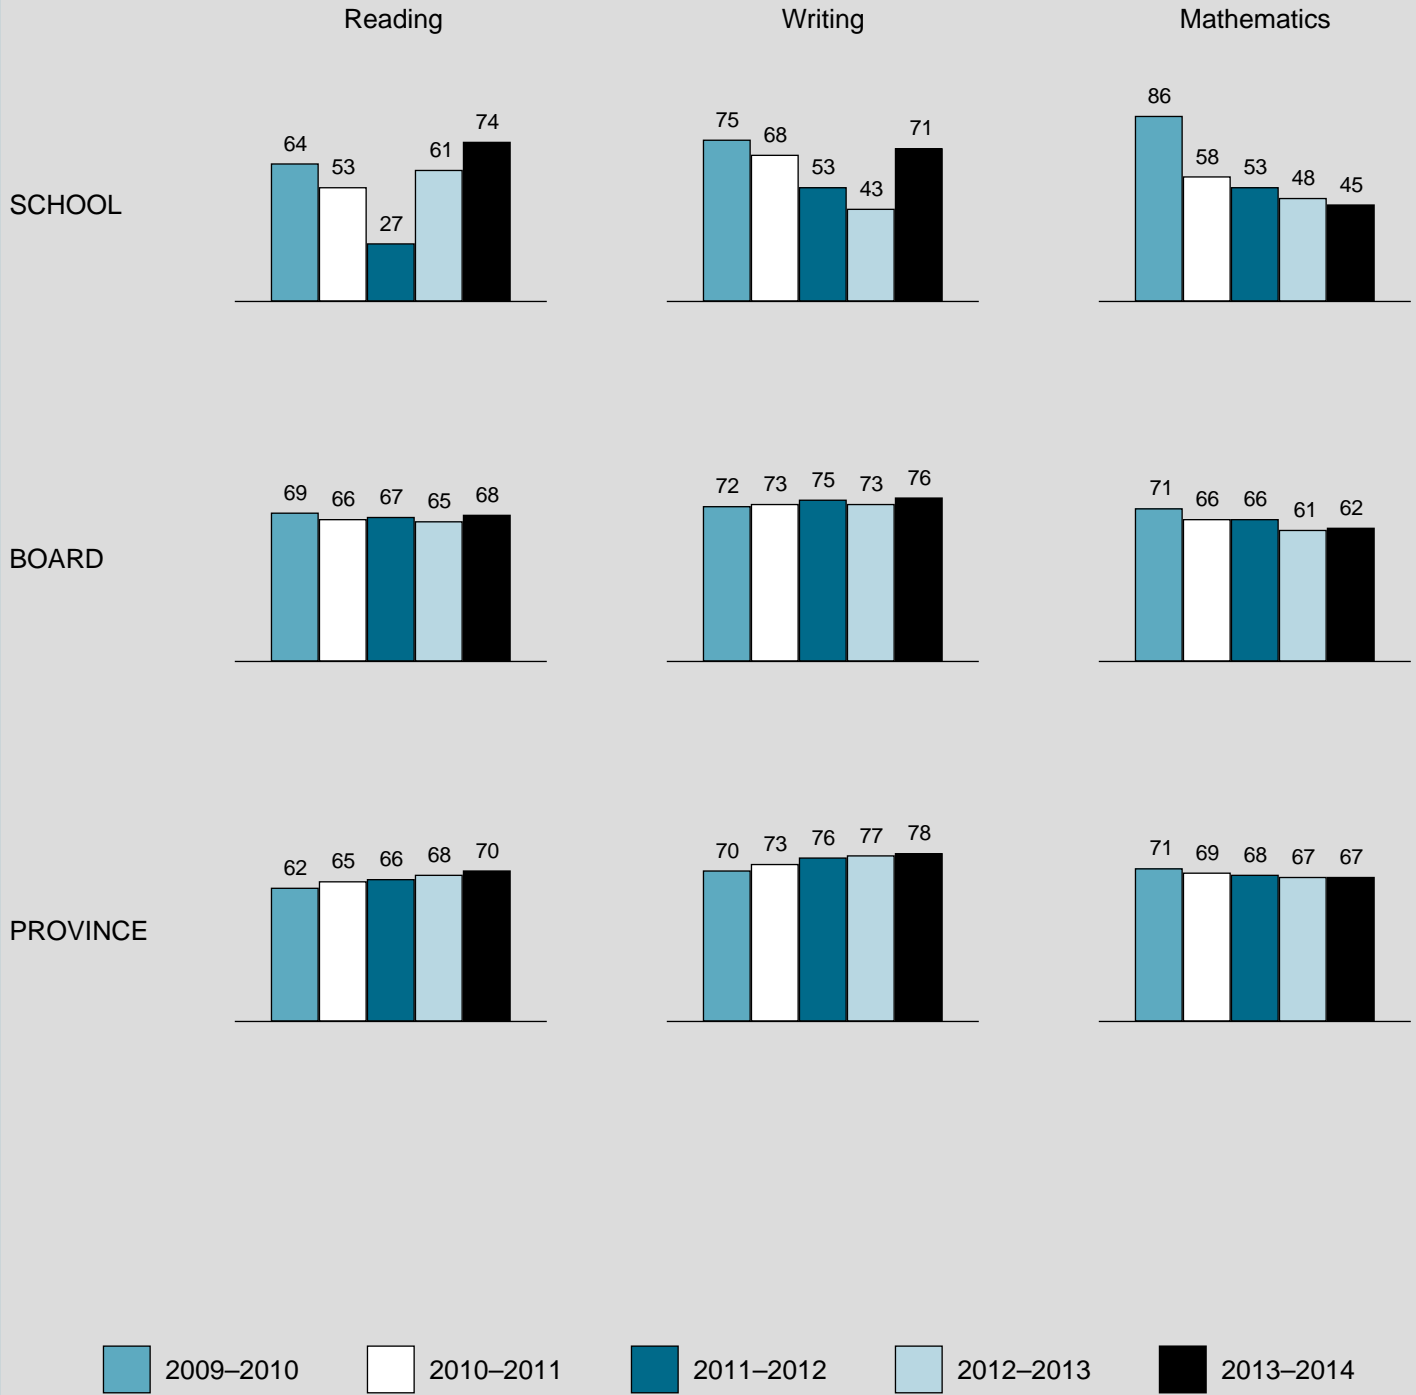 Reading Writing Mathematics
SCHOOL
64 53 27 61 74
75 68 53 43 71
86 58 53 48 45
BOARD
69 66 67 65 68
72 73 75 73 76
71 66 66 61 62
PROVINCE
62 65 66 68 70
70 73 76 77 78
71 69 68 67 67
2009–2010 2010–2011 2011–2012 2012–2013 2013–2014